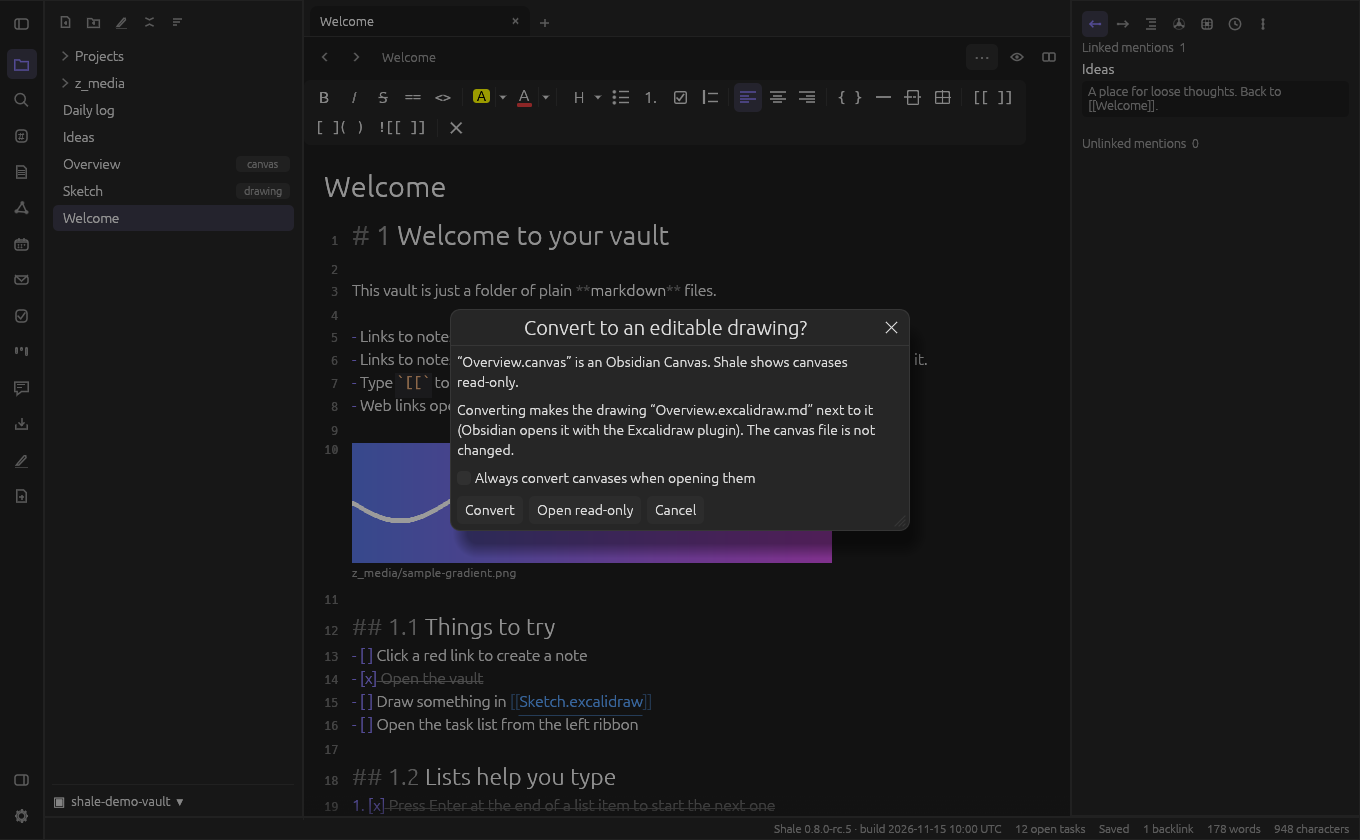 Welcome
Projects
z_media
Daily log
Ideas
Overview canvas
Sketch drawing
Welcome
shale-demo-vault ▾
Welcome
B I S == <> A A H 1. { } [[ ]]
[ ]( ) ![[ ]]
Welcome
1 # 1 Welcome to your vault
2
3 This vault is just a folder of plain **markdown** files.
4
5 - Links to note
6 - Links to note it.
7 - Type `[[` to
8 - Web links ope
9
10
z_media/sample-gradient.png
11
12 ## 1.1 Things to try
13 - [ ] Click a red link to create a note
14 - [x] Open the vault
15 - [ ] Draw something in [[Sketch.excalidraw]]
16 - [ ] Open the task list from the left ribbon
17
18 ## 1.2 Lists help you type
19 1. [x] Press Enter at the end of a list item to start the next one
Convert to an editable drawing?
“Overview.canvas” is an Obsidian Canvas. Shale shows canvases
read-only.
Converting makes the drawing “Overview.excalidraw.md” next to it
(Obsidian opens it with the Excalidraw plugin). The canvas file is not
changed.
Always convert canvases when opening them
Convert Open read-only Cancel
Linked mentions 1
Ideas
A place for loose thoughts. Back to
[[Welcome]].
Unlinked mentions 0
Shale 0.8.0-rc.5 · build 2026-11-15 10:00 UTC 12 open tasks Saved 1 backlink 178 words 948 characters